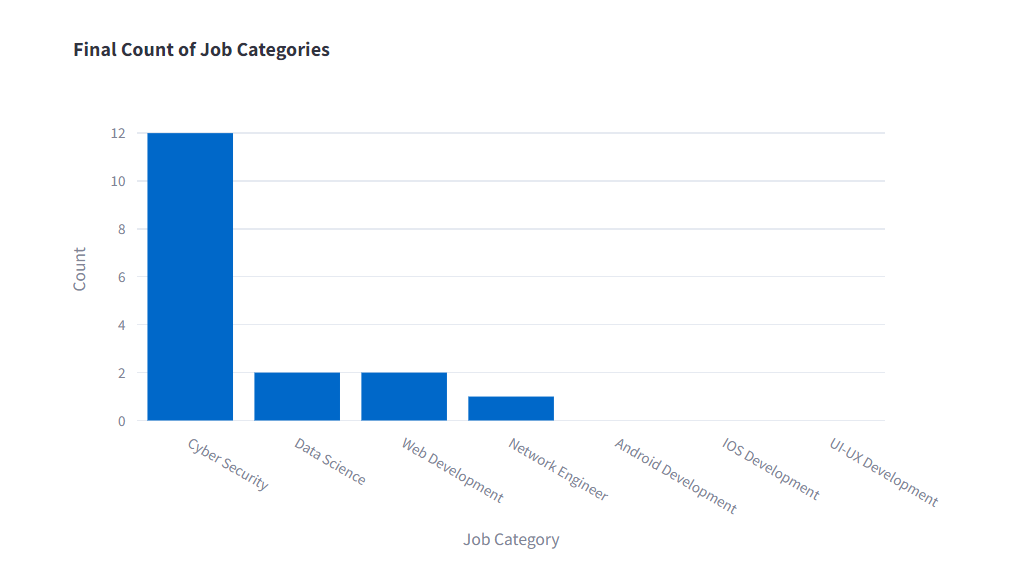 Final Count of Job Categories
12
10
8
6
4
2
0
Count
Cyber Security
Data Science
Web Development
Network Engineer
Android Development
IOS Development
UI-UX Development
Job Category